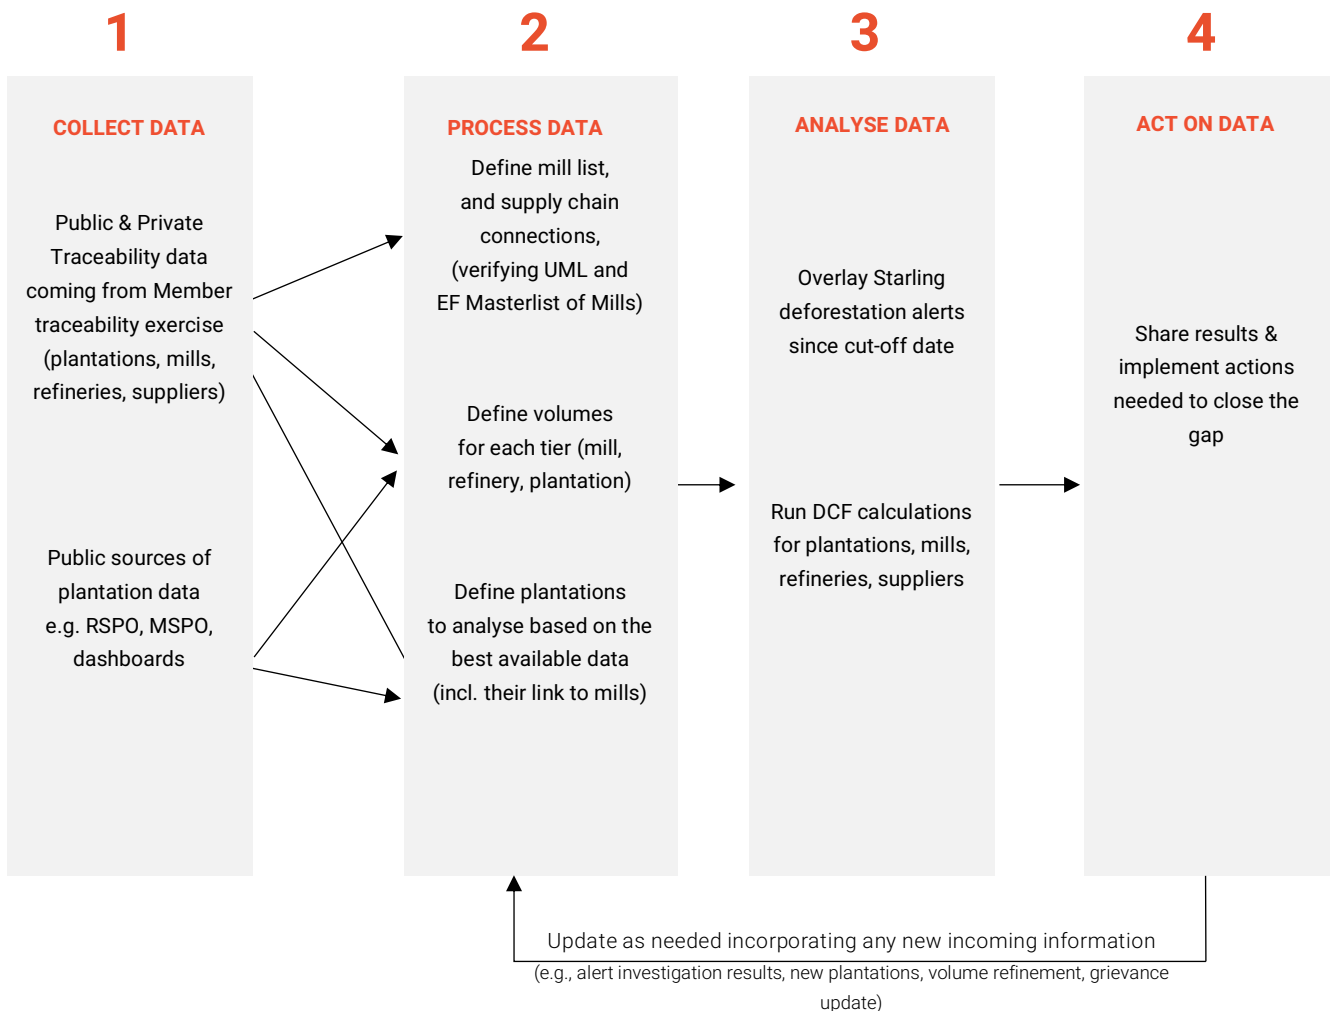 1
COLLECT DATA
Public & Private
Traceability data
coming from Member
traceability exercise
(plantations, mills,
refineries, suppliers)
Public sources of
plantation data
e.g. RSPO, MSPO,
dashboards
2
PROCESS DATA
Define mill list,
and supply chain
connections,
(verifying UML and
EF Masterlist of Mills)
Define volumes
for each tier (mill,
refinery, plantation)
Define plantations
to analyse based on the
best available data
(incl. their link to mills)
3
ANALYSE DATA
Overlay Starling
deforestation alerts
since cut-off date
Run DCF calculations
for plantations, mills,
refineries, suppliers
4
ACT ON DATA
Share results &
implement actions
needed to close the
gap
Update as needed incorporating any new incoming information
(e.g., alert investigation results, new plantations, volume refinement, grievance
update)